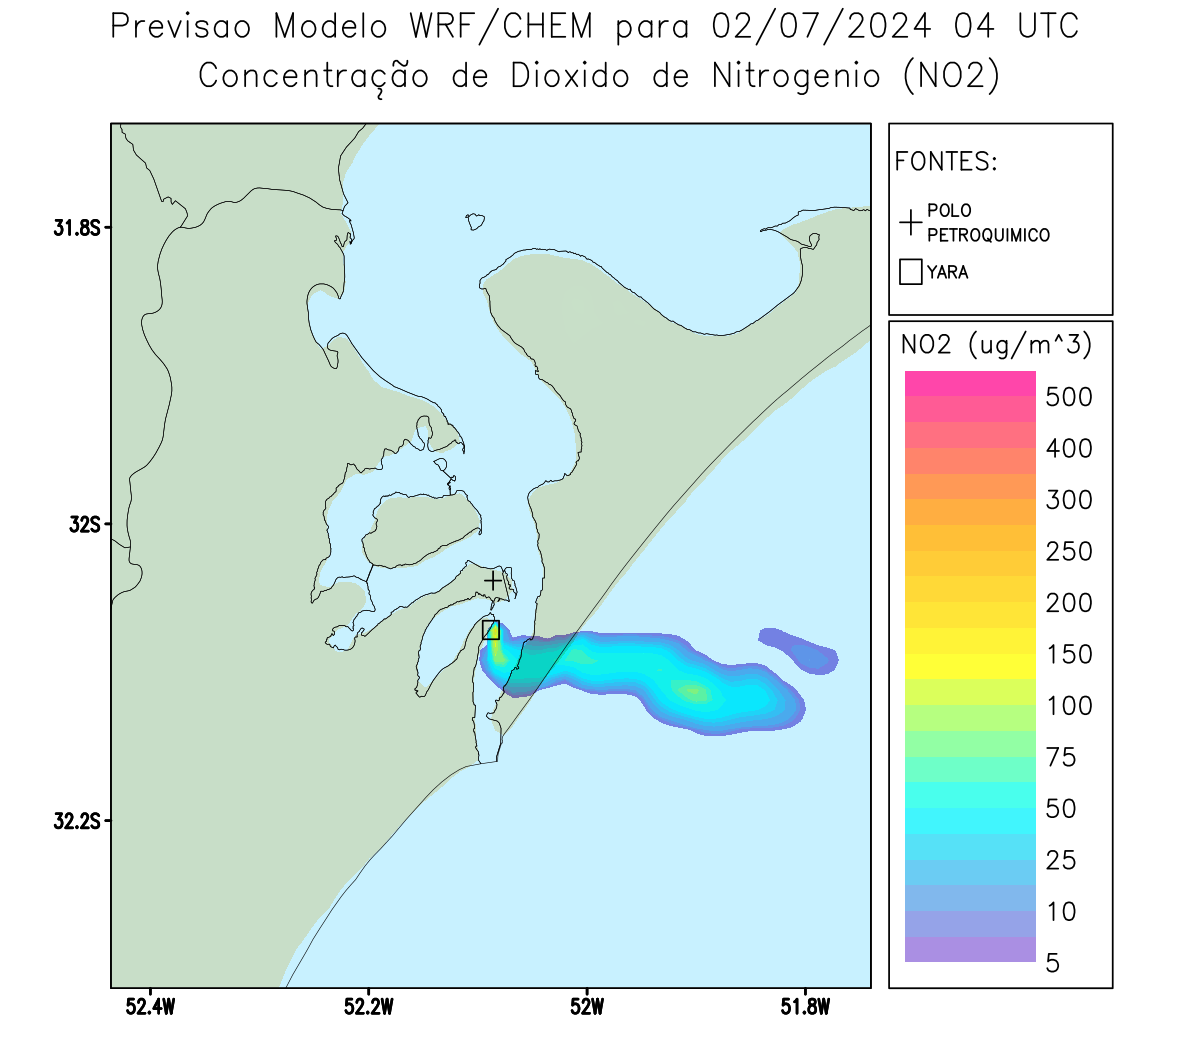 Previsao Modelo WRF/CHEM para 02/07/2024 04 UTC
Concentração de Dioxido de Nitrogenio (NO2)
FONTES:
POLO
PETROQUIMICO
YARA
31.8S
32S
32.2S
52.4W
52.2W
52W
51.8W
NO2 (ug/m^3)
500
400
300
250
200
150
100
75
50
25
10
5